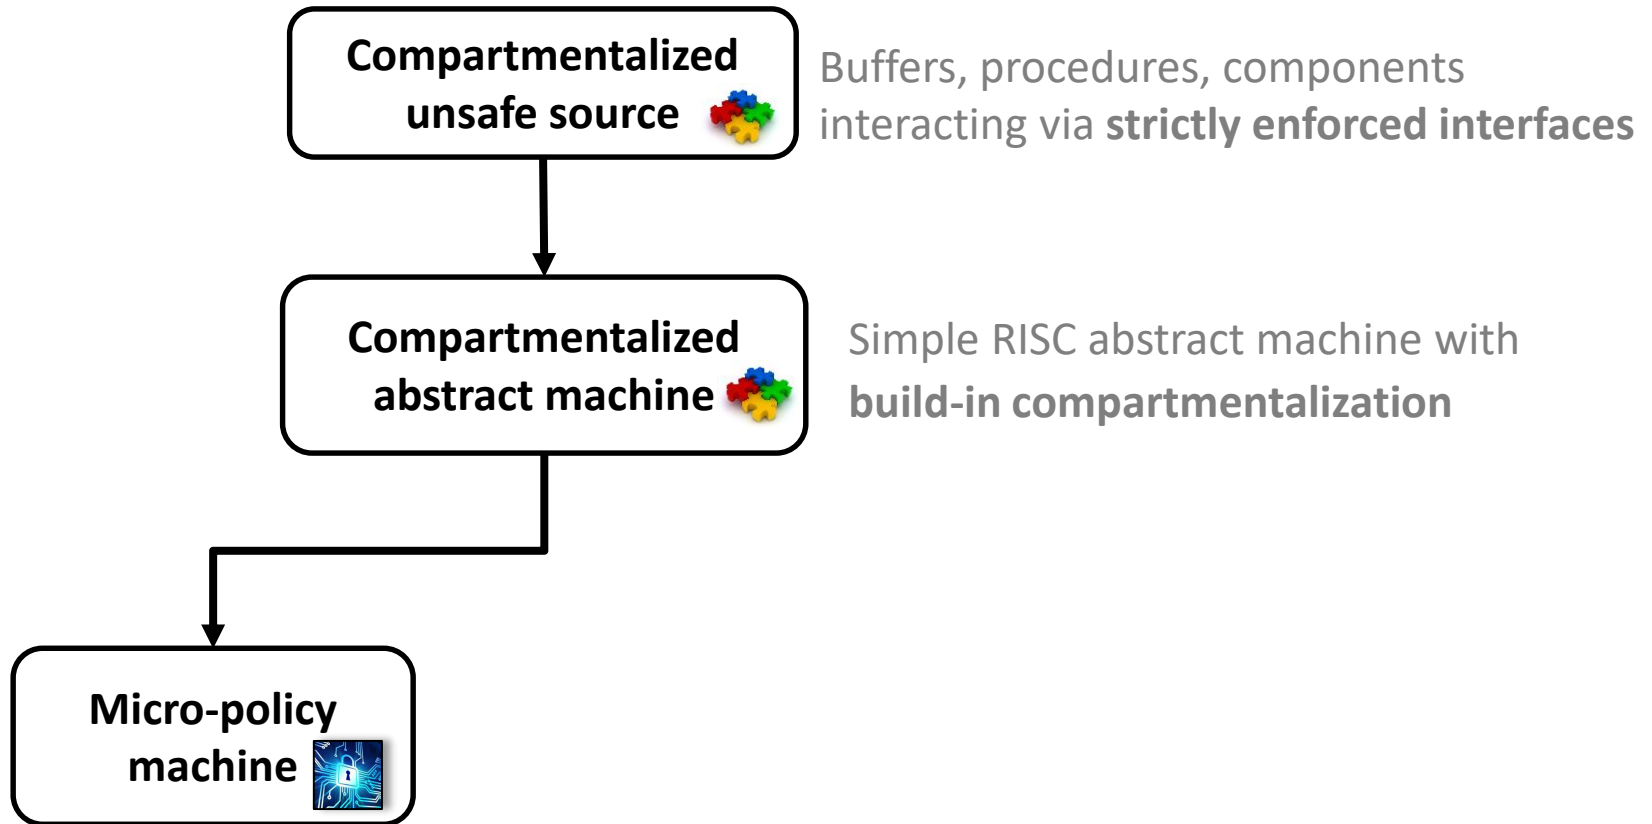 Compartmentalized
unsafe source
Buffers, procedures, components
interacting via strictly enforced interfaces
Compartmentalized
abstract machine
Simple RISC abstract machine with
build-in compartmentalization
Micro-policy
machine